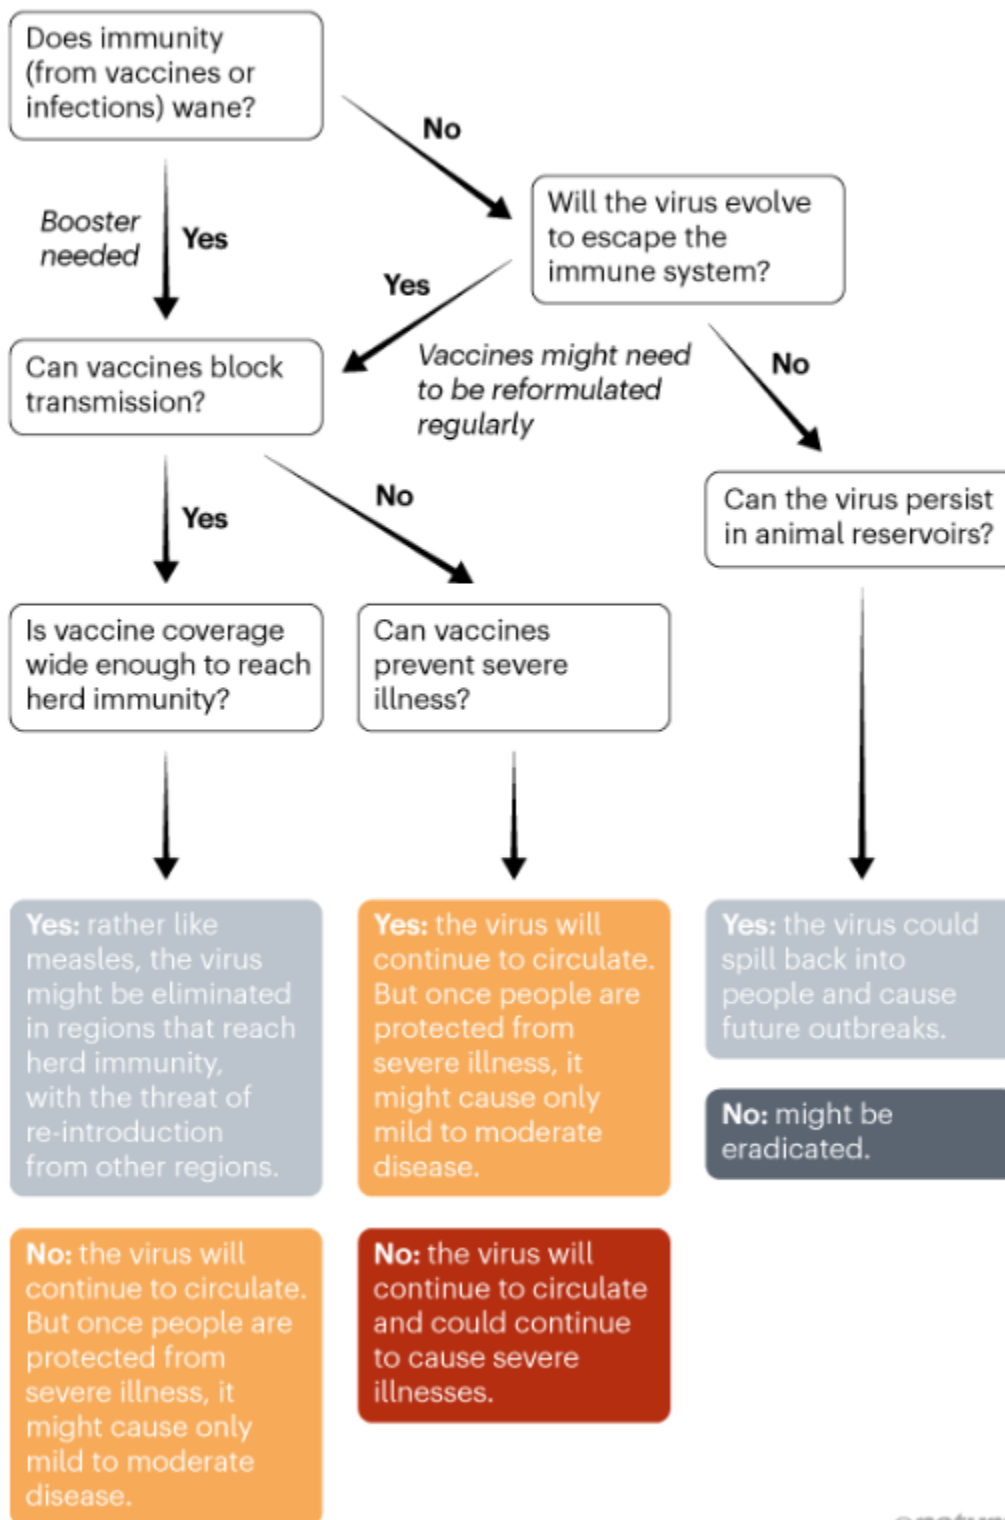 Does immunity
(from vaccines or
infections) wane?
No
Booster
needed
Yes
Will the virus evolve
to escape the
immune system?
Yes
Vaccines might need
to be reformulated
regularly
No
Can vaccines block
transmission?
Yes
No
Can the virus persist
in animal reservoirs?
Is vaccine coverage
wide enough to reach
herd immunity?
Can vaccines
prevent severe
illness?
Yes: rather like
measles, the virus
might be eliminated
in regions that reach
herd immunity,
with the threat of
re-introduction
from other regions.
No: the virus will
continue to circulate.
But once people are
protected from
severe illness, it
might cause only
mild to moderate
disease.
Yes: the virus will
continue to circulate.
But once people are
protected from
severe illness, it
might cause only
mild to moderate
disease.
No: the virus will
continue to circulate
and could continue
to cause severe
illnesses.
Yes: the virus could
spill back into
people and cause
future outbreaks.
No: might be
eradicated.